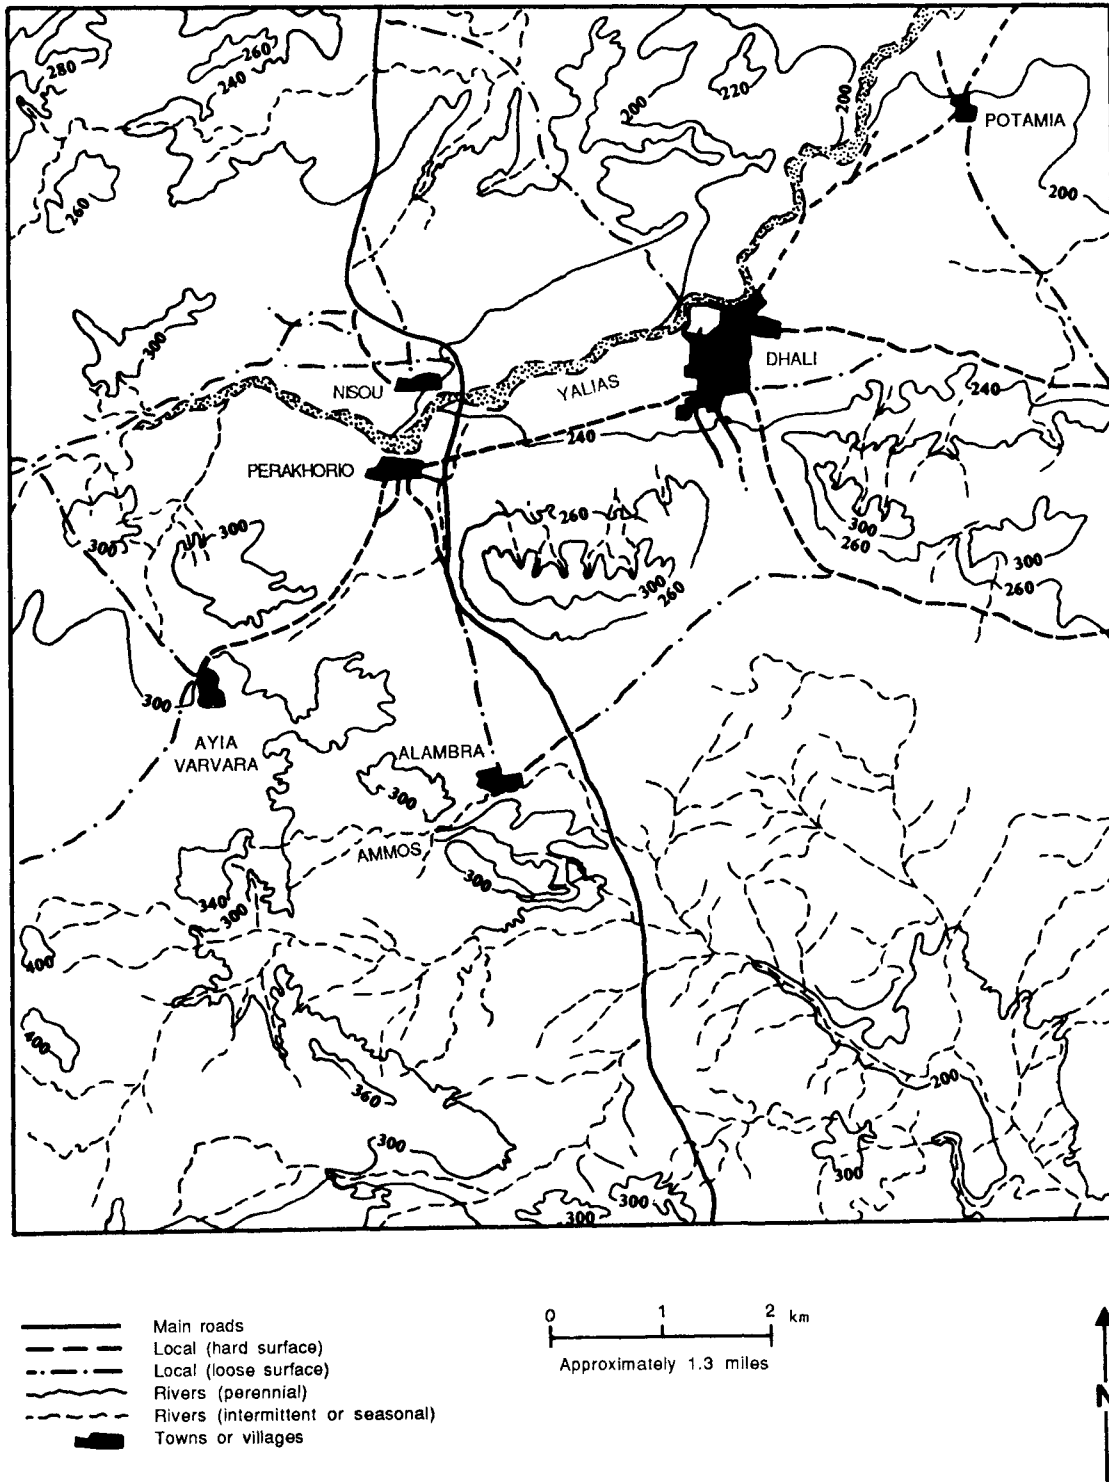 280
260
240
260
200
220
200
POTAMIA
200
300
NISOU
YALIAS
DHALI
240
240
PERAKHORIO
300
300
260
300
260
300
260
300
260
300
AYIA
VARVARA
ALAMBRA
300
AMMOS
300
340
300
400
400
360
200
300
300
300
300
Main roads
Local (hard surface)
Local (loose surface)
Rivers (perennial)
Rivers (intermittent or seasonal)
Towns or villages
0 1 2 km
Approximately 1.3 miles
N